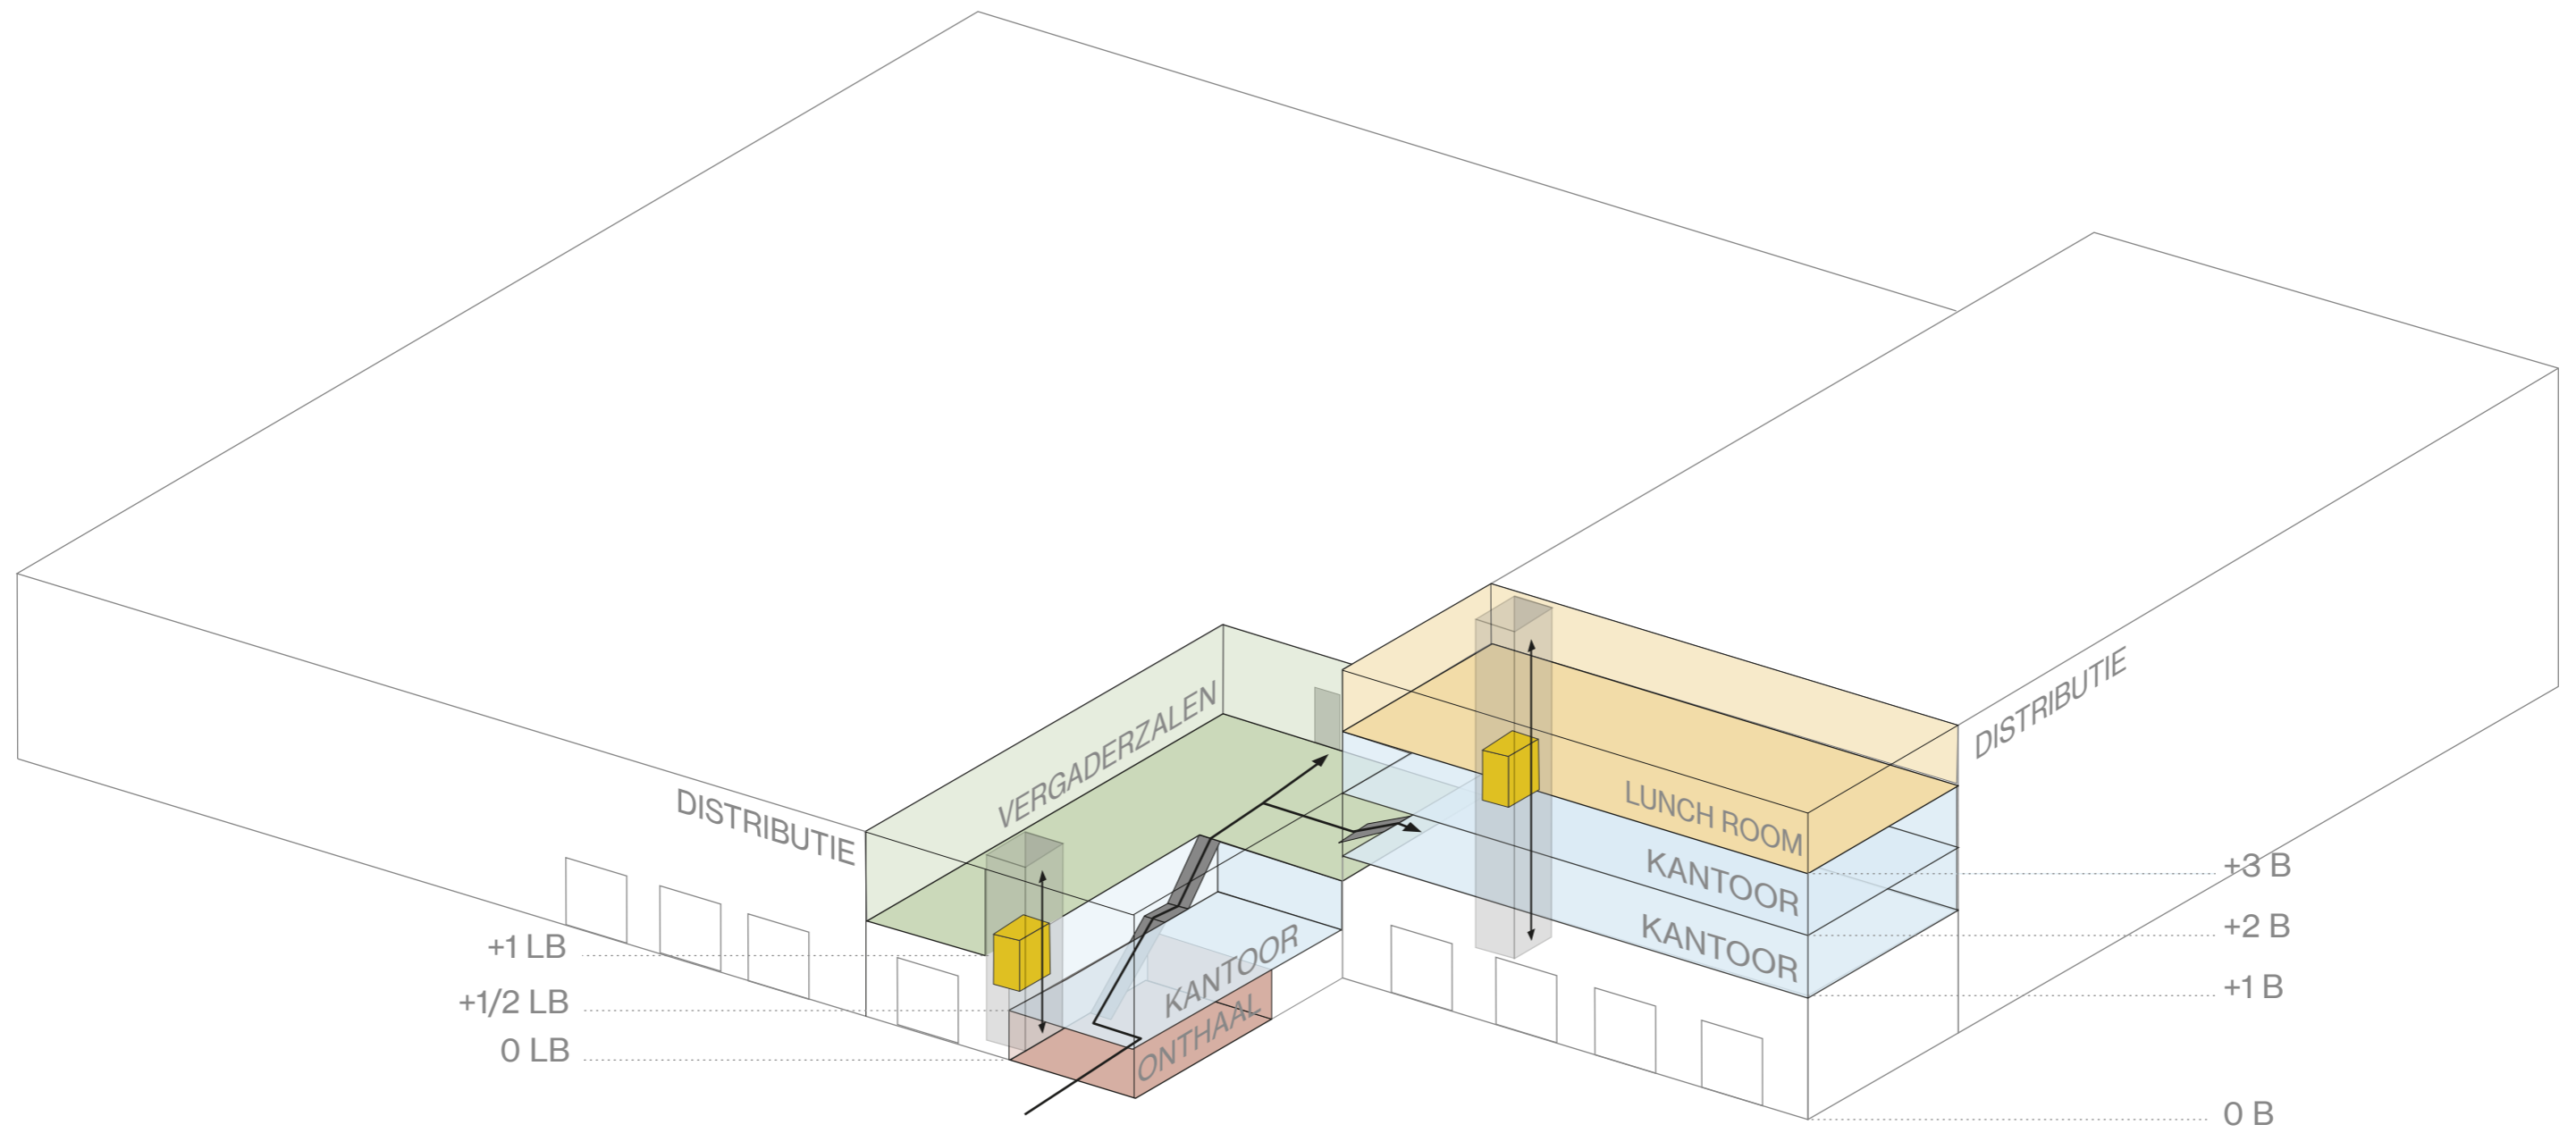 DISTRIBUTIE
VERGADERZALEN
DISTRIBUTIE
LUNCH ROOM
KANTOOR
KANTOOR
KANTOOR
ONTHAAL
+1 LB
+1/2 LB
0 LB
+3 B
+2 B
+1 B
0 B